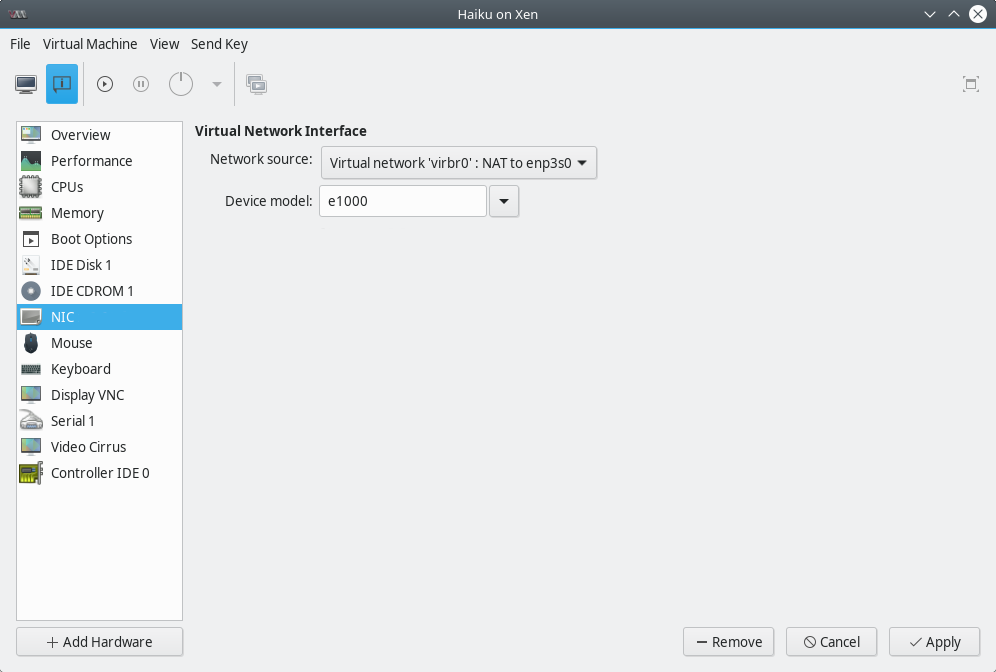 Haiku on Xen
File Virtual Machine View Send Key
Overview
Performance
CPUs
Memory
Boot Options
IDE Disk 1
IDE CDROM 1
NIC
Mouse
Keyboard
Display VNC
Serial 1
Video Cirrus
Controller IDE 0
Virtual Network Interface
Network source: Virtual network 'virbr0' : NAT to enp3s0
Device model: e1000
Add Hardware
Remove Cancel Apply